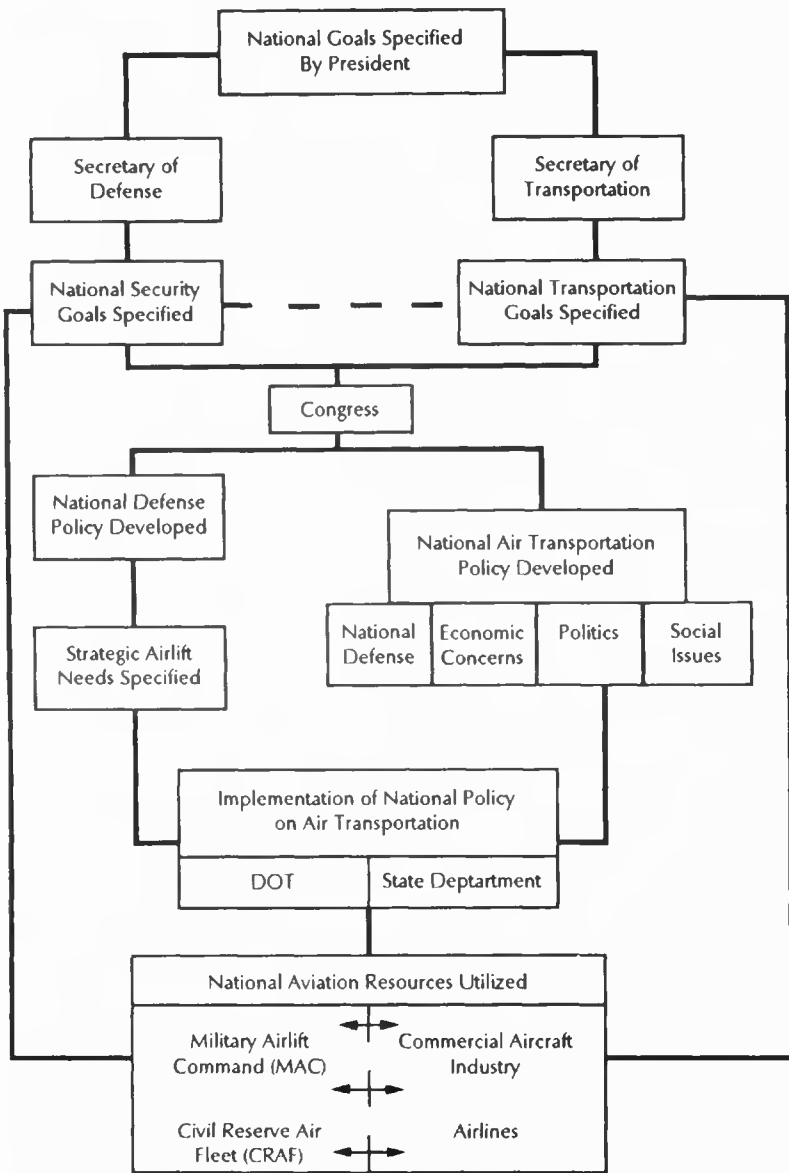 National Goals Specified
By President
Secretary of
Defense
Secretary of
Transportation
National Security
Goals Specified
National Transportation
Goals Specified
Congress
National Defense
Policy Developed
National Air Transportation
Policy Developed
National
Defense
Economic
Concerns
Politics
Social
Issues
Strategic Airlift
Needs Specified
Implementation of National Policy
on Air Transportation
DOT
State Deptartment
National Aviation Resources Utilized
Military Airlift
Command (MAC)
Commercial Aircraft
Industry
Civil Reserve Air
Fleet (CRAF)
Airlines